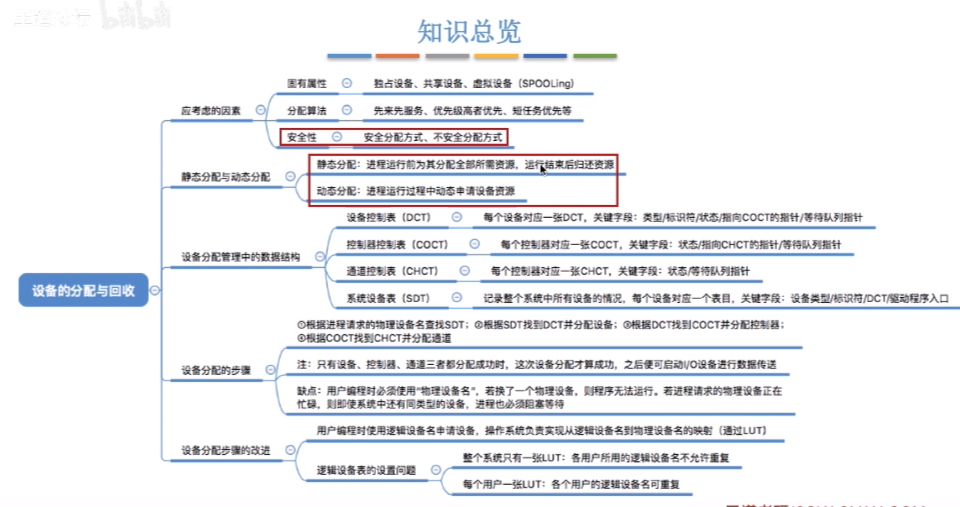 bilibili
知识总览
固有属性
独占设备、共享设备、虚拟设备（SPOOLing）
应考虑的因素
分配算法
先来先服务、优先级高者优先、短任务优先等
安全性
安全分配方式、不安全分配方式
静态分配与动态分配
静态分配：进程运行前为其分配全部所需资源，运行结束后归还资源
动态分配：进程运行过程中动态申请设备资源
设备的分配与回收
设备分配管理中的数据结构
设备控制表（DCT）
每个设备对应一张DCT，关键字段：类型/标识符/状态/指向COCT的指针/等待队列指针
控制器控制表（COCT）
每个控制器对应一张COCT，关键字段：状态/指向CHCT的指针/等待队列指针
通道控制表（CHCT）
每个控制器对应一张CHCT，关键字段：状态/等待队列指针
系统设备表（SDT）
记录整个系统中所有设备的情况，每个设备对应一个表目，关键字段：设备类型/标识符/DCT/驱动程序入口
设备分配的步骤
①根据进程请求的物理设备名查找SDT；②根据SDT找到DCT并分配设备；③根据DCT找到COCT并分配控制器；
④根据COCT找到CHCT并分配通道
注：只有设备、控制器、通道三者都分配成功时，这次设备分配才算成功，之后便可启动I/O设备进行数据传送
缺点：用户编程时必须使用“物理设备名”，若换了一个物理设备，则程序无法运行。若进程请求的物理设备正在
忙碌，则即使系统中还有同类型的设备，进程也必须阻塞等待
设备分配步骤的改进
用户编程时使用逻辑设备名申请设备，操作系统负责实现从逻辑设备名到物理设备名的映射（通过LUT）
逻辑设备表的设置问题
整个系统只有一张LUT：各用户所用的逻辑设备名不允许重复
每个用户一张LUT：各个用户的逻辑设备名可重复